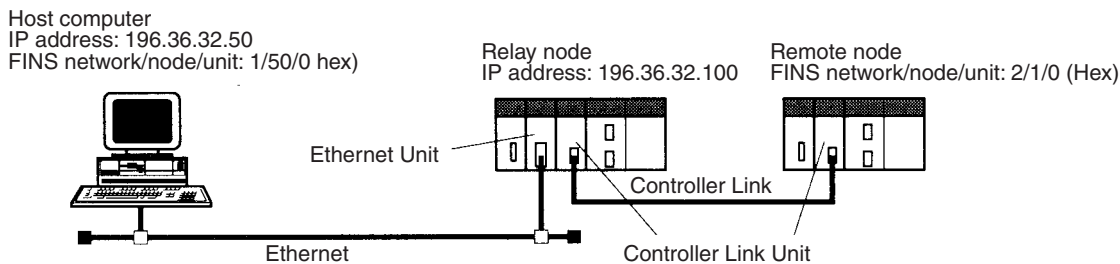 Host computer
IP address: 196.36.32.50
FINS network/node/unit: 1/50/0 hex)
Relay node
IP address: 196.36.32.100
Remote node
FINS network/node/unit: 2/1/0 (Hex)
Ethernet Unit
Controller Link
Ethernet
Controller Link Unit